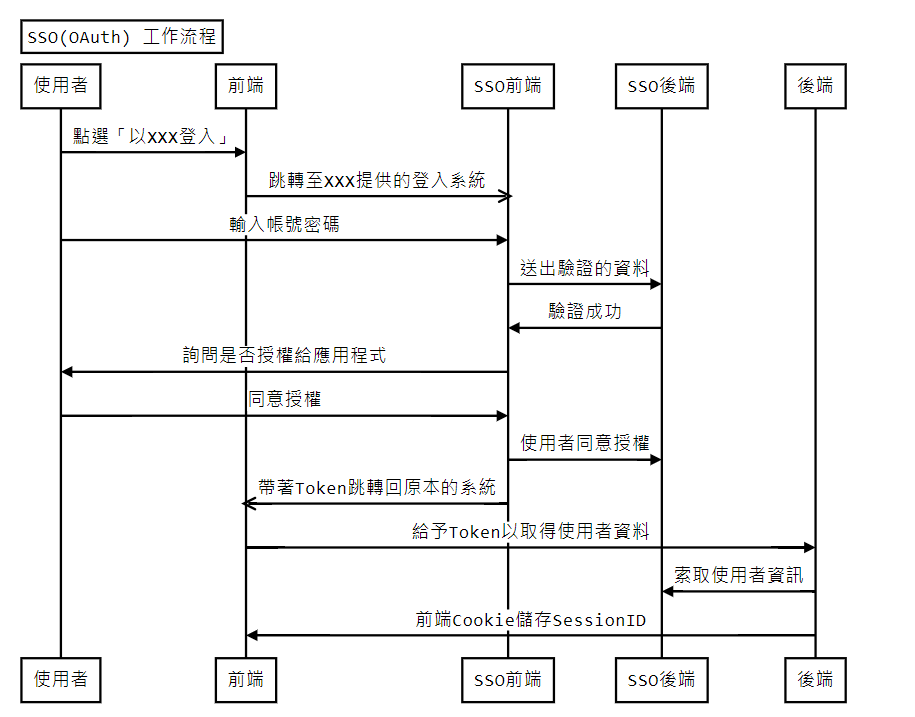 SSO(OAuth) 工作流程
使用者 前端 SSO前端 SSO後端 後端
點選「以XXX登入」
跳轉至XXX提供的登入系統
輸入帳號密碼
送出驗證的資料
驗證成功
詢問是否授權給應用程式
同意授權
使用者同意授權
帶著Token跳轉回原本的系統
給予Token以取得使用者資料
索取使用者資訊
前端Cookie儲存SessionID
使用者 前端 SSO前端 SSO後端 後端